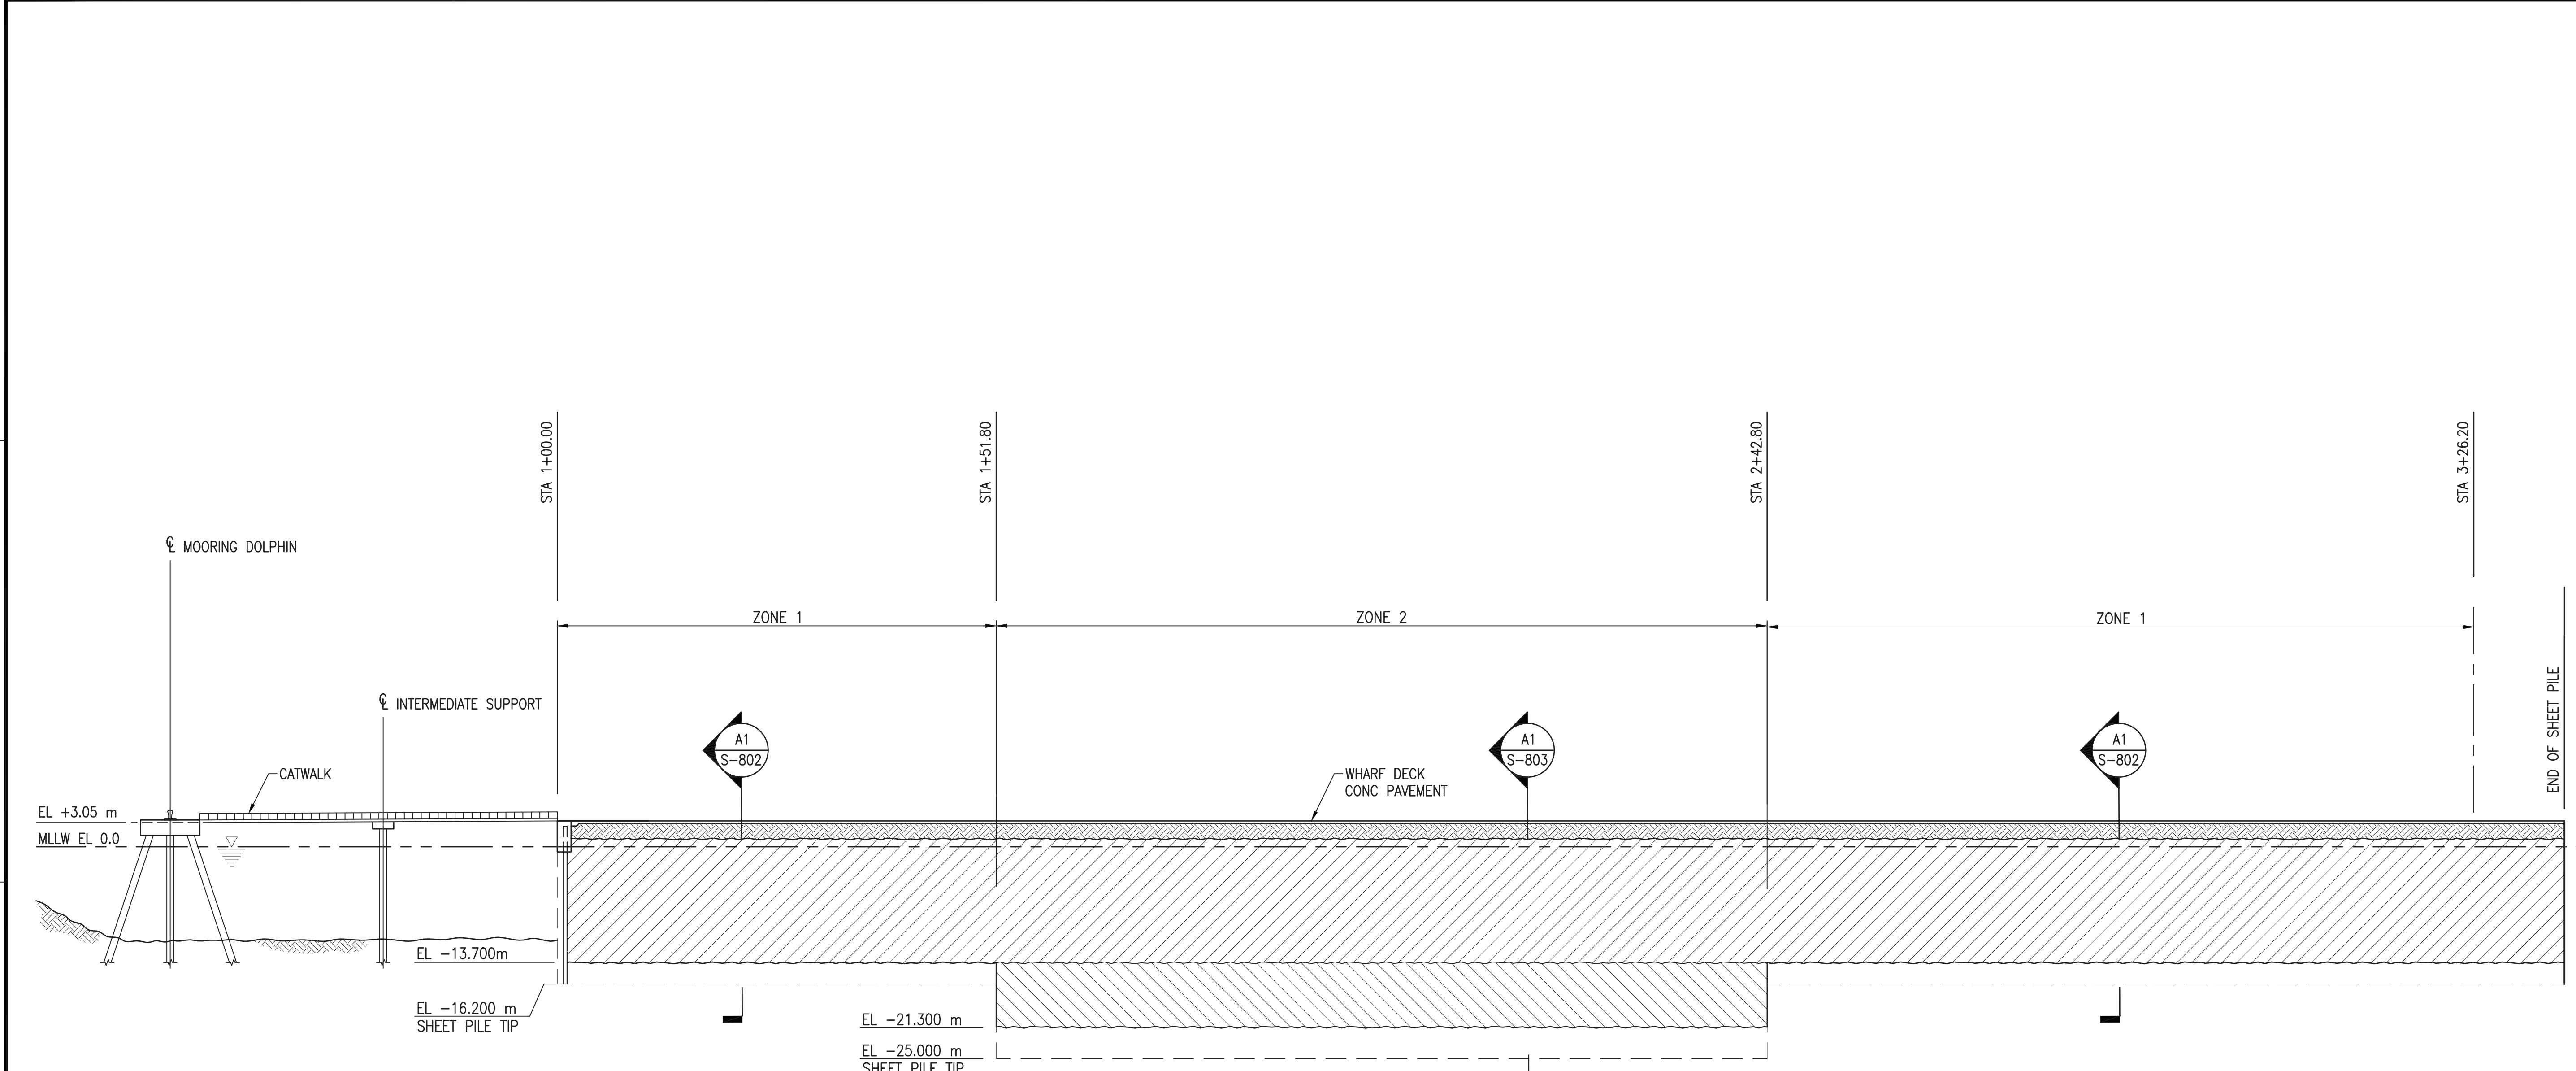 STA 1+00.00
STA 1+51.80
STA 2+42.80
STA 3+26.20
℄ MOORING DOLPHIN
ZONE 1
ZONE 2
ZONE 1
END OF SHEET PILE
℄ INTERMEDIATE SUPPORT
A1
S-802
A1
S-803
A1
S-802
CATWALK
WHARF DECK
CONC PAVEMENT
EL +3.05 m
MLLW EL 0.0
EL -13.700m
EL -16.200 m
SHEET PILE TIP
EL -21.300 m
EL -25.000 m
SHEET PILE TIP